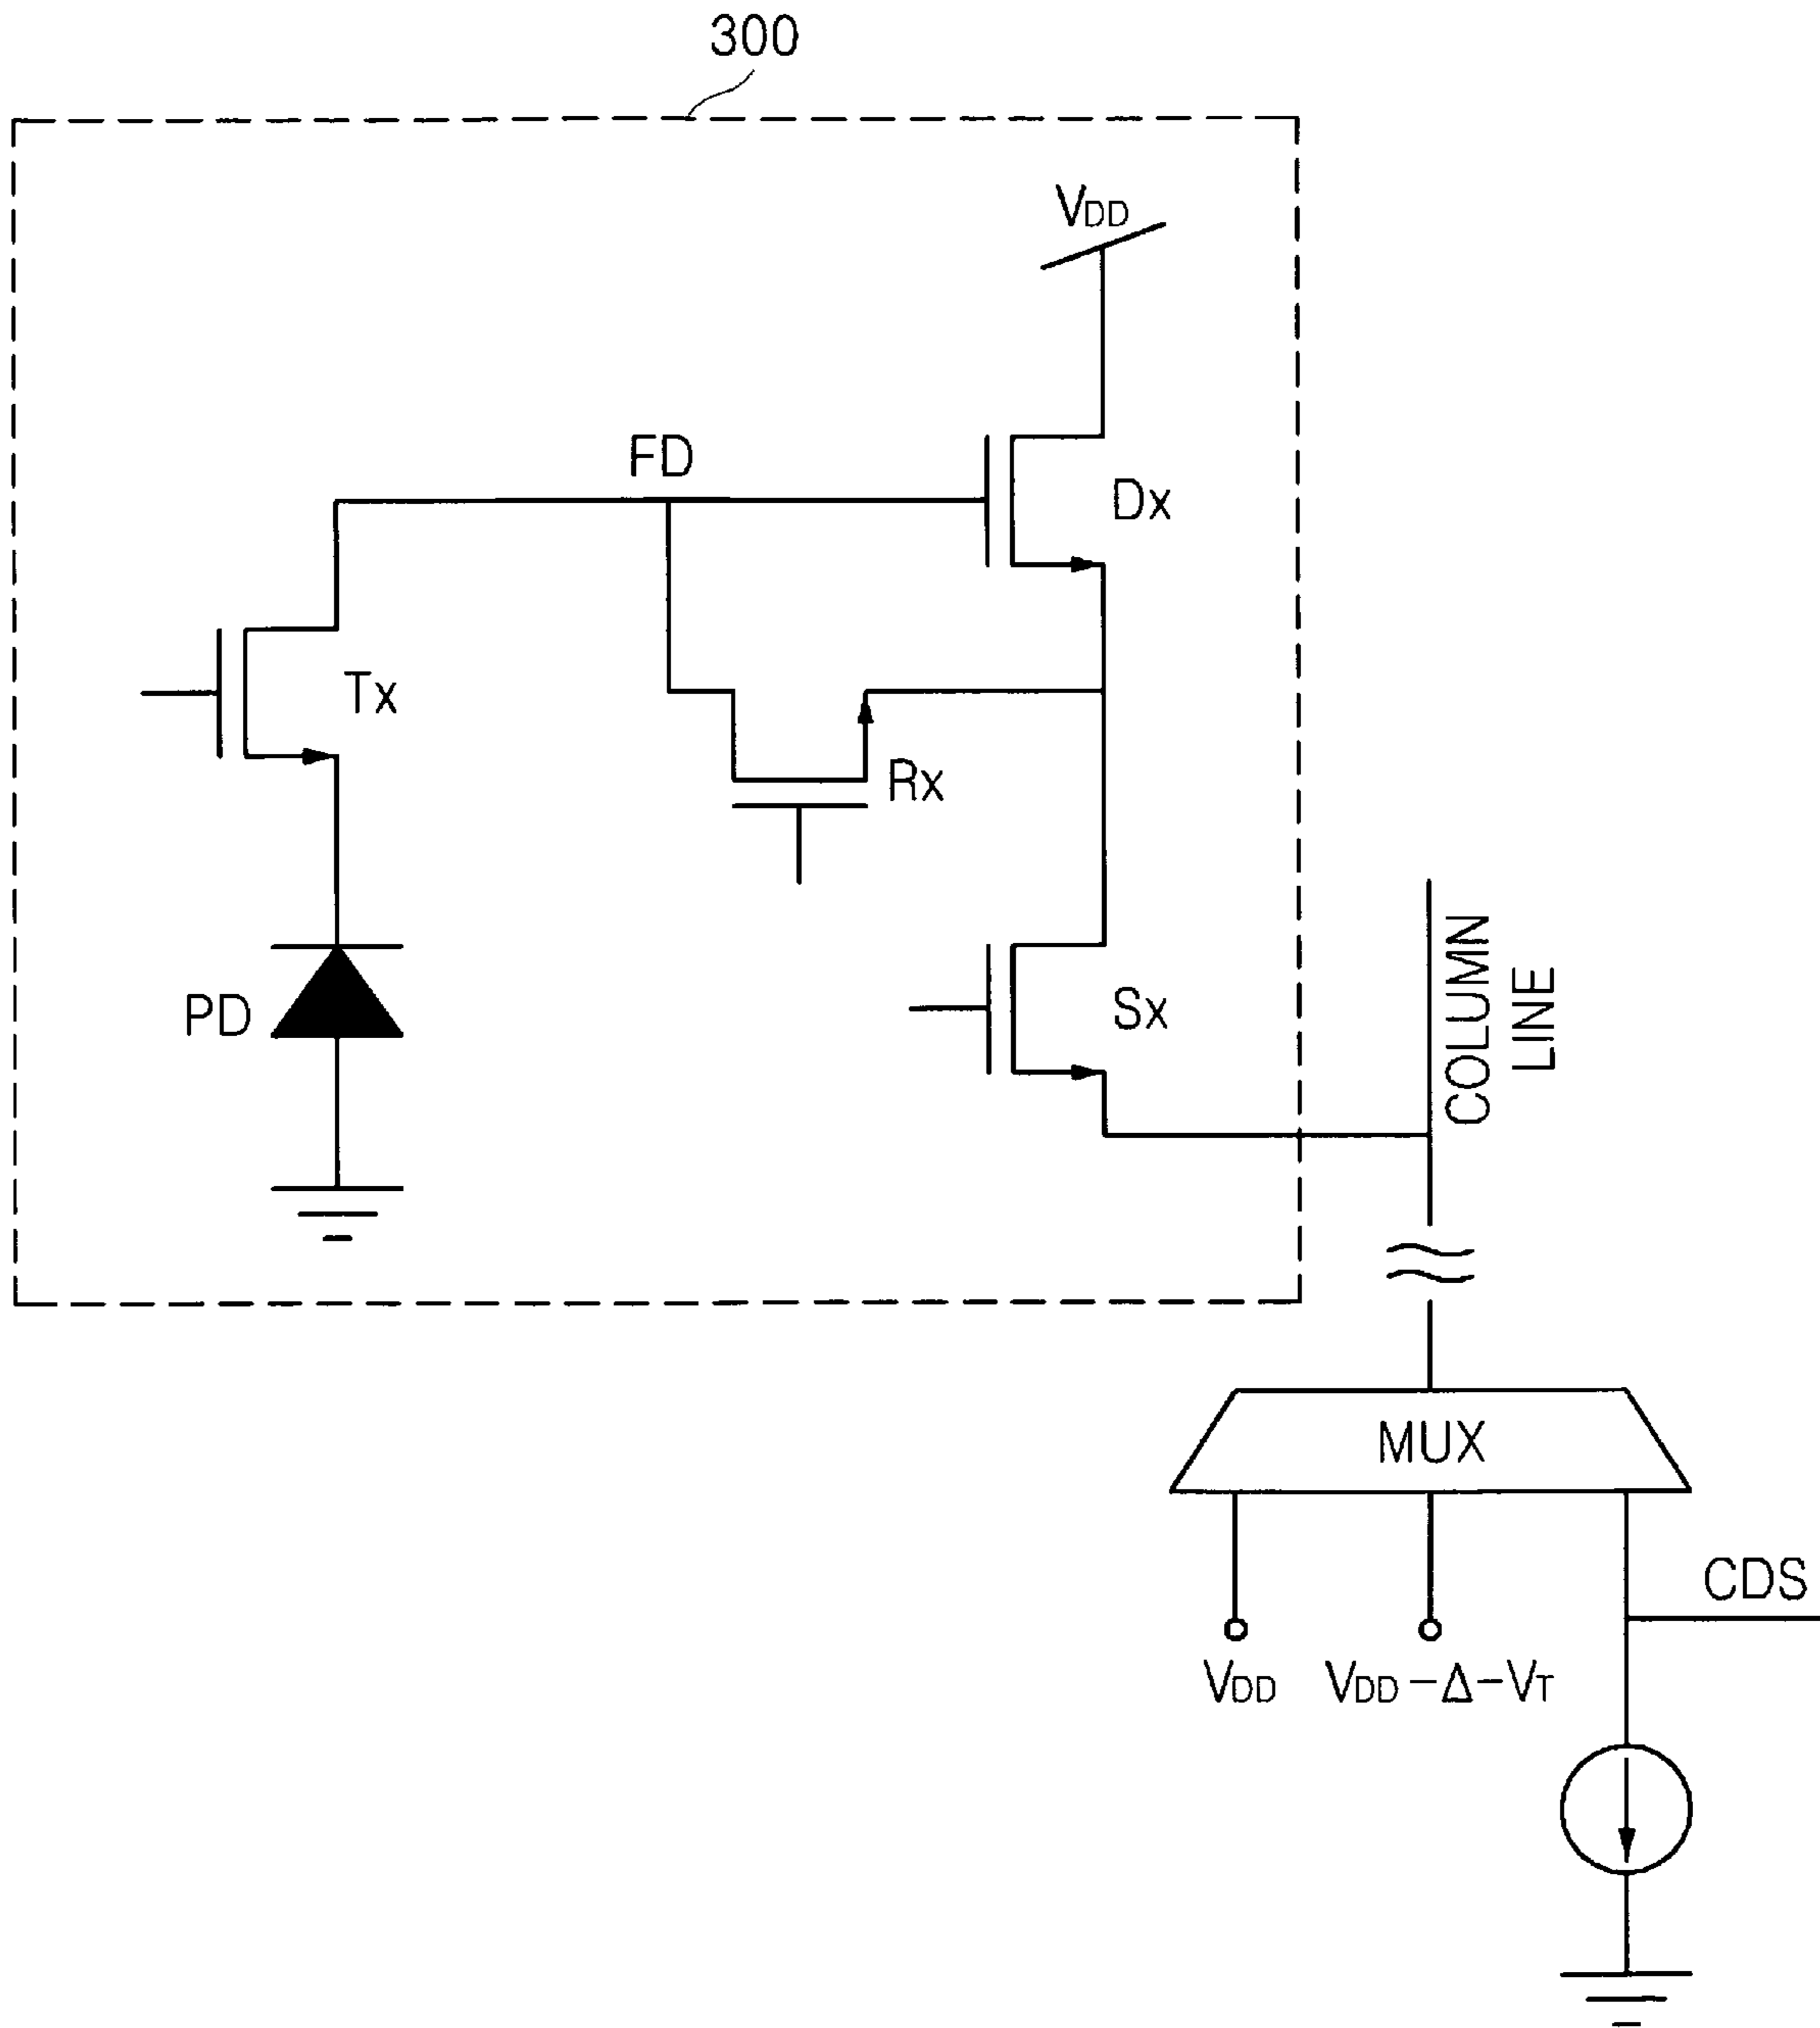 300
VDD
FD
Dx
Tx
Rx
PD
Sx
COLUMN
LINE
MUX
CDS
VDD
VDD-Δ-VT